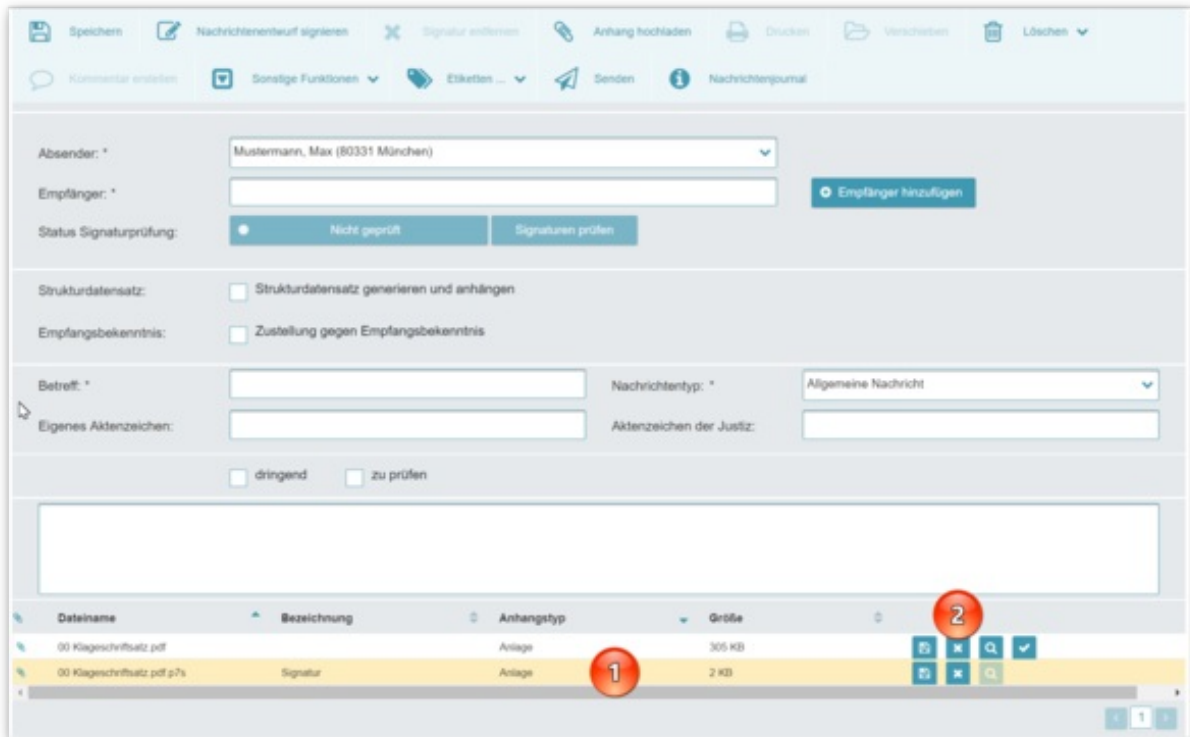 Speichern Nachrichtenentwurf signieren Signatur entfernen Anhang hochladen Drucken Verschieben Löschen
Kommentar erstellen Sonstige Funktionen Etiketten ... Senden Nachrichtenjournal
Absender: * Mustermann, Max (80331 München)
Empfänger: * Empfänger hinzufügen
Status Signaturprüfung: Nicht geprüft Signaturen prüfen
Strukturdatensatz: Strukturdatensatz generieren und anhängen
Empfangsbekenntnis: Zustellung gegen Empfangsbekenntnis
Betreff: * Nachrichtentyp: * Allgemeine Nachricht
Eigenes Aktenzeichen: Aktenzeichen der Justiz:
dringend zu prüfen
2
Dateiname Bezeichnung Anhangstyp Größe
00 Klageschriftsatz.pdf Anlage 305 KB
00 Klageschriftsatz.pdf.p7s Signatur Anlage 1 2 KB
1